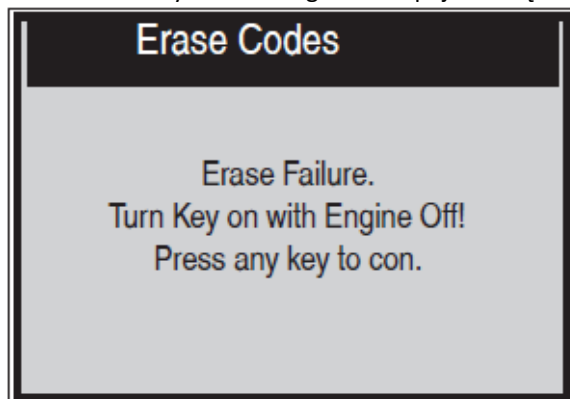 Erase Codes
Erase Failure.
Turn Key on with Engine Off!
Press any key to con.